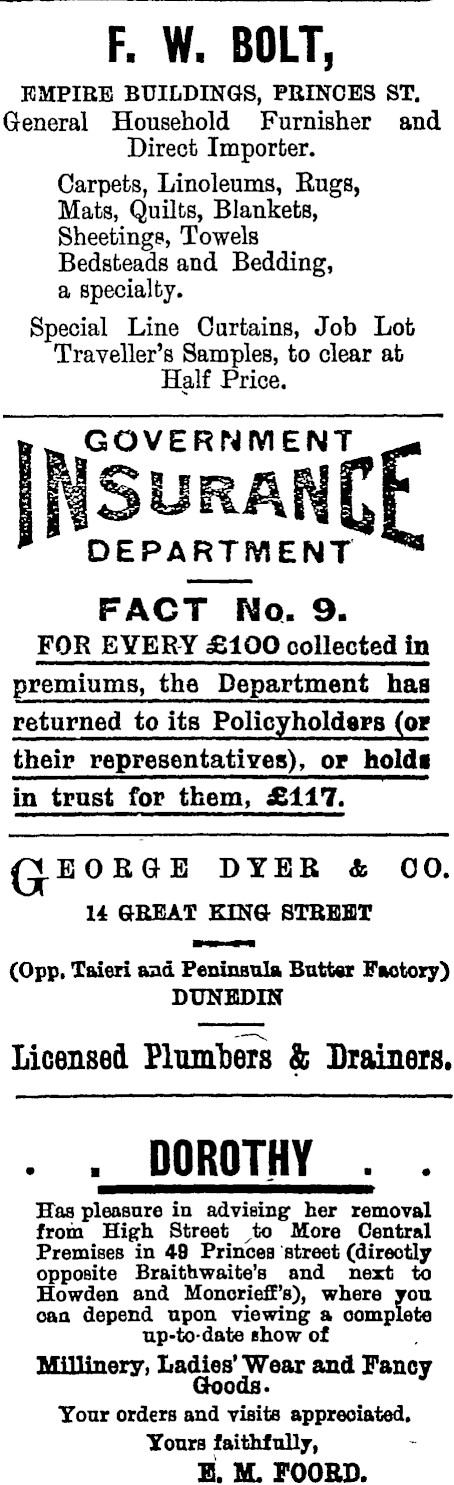 F. W. BOLT,
EMPIRE BUILDINGS, PRINCES ST.
General Household Furnisher and
Direct Importer.
Carpets, Linoleums, Rugs,
Mats, Quilts, Blankets,
Sheetings, Towels
Bedsteads and Bedding,
a specialty.
Special Line Curtains, Job Lot
Traveller's Samples, to clear at
Half Price.
GOVERNMENT
INSURANCE
DEPARTMENT
FACT No. 9.
FOR EVERY £100 collected in
premiums, the Department has
returned to its Policyholders (or
their representatives), or holds
in trust for them, £117.
GEORGE DYER & CO.
14 GREAT KING STREET
(Opp. Taieri and Peninsula Butter Factory)
DUNEDIN
Licensed Plumbers & Drainers.
. . DOROTHY . .
Has pleasure in advising her removal
from High Street to More Central
Premises in 49 Princes street (directly
opposite Braithwaite's and next to
Howden and Moncrieff's), where you
can depend upon viewing a complete
up-to-date show of
Millinery, Ladies' Wear and Fancy
Goods.
Your orders and visits appreciated.
Yours faithfully,
E. M. FOORD.